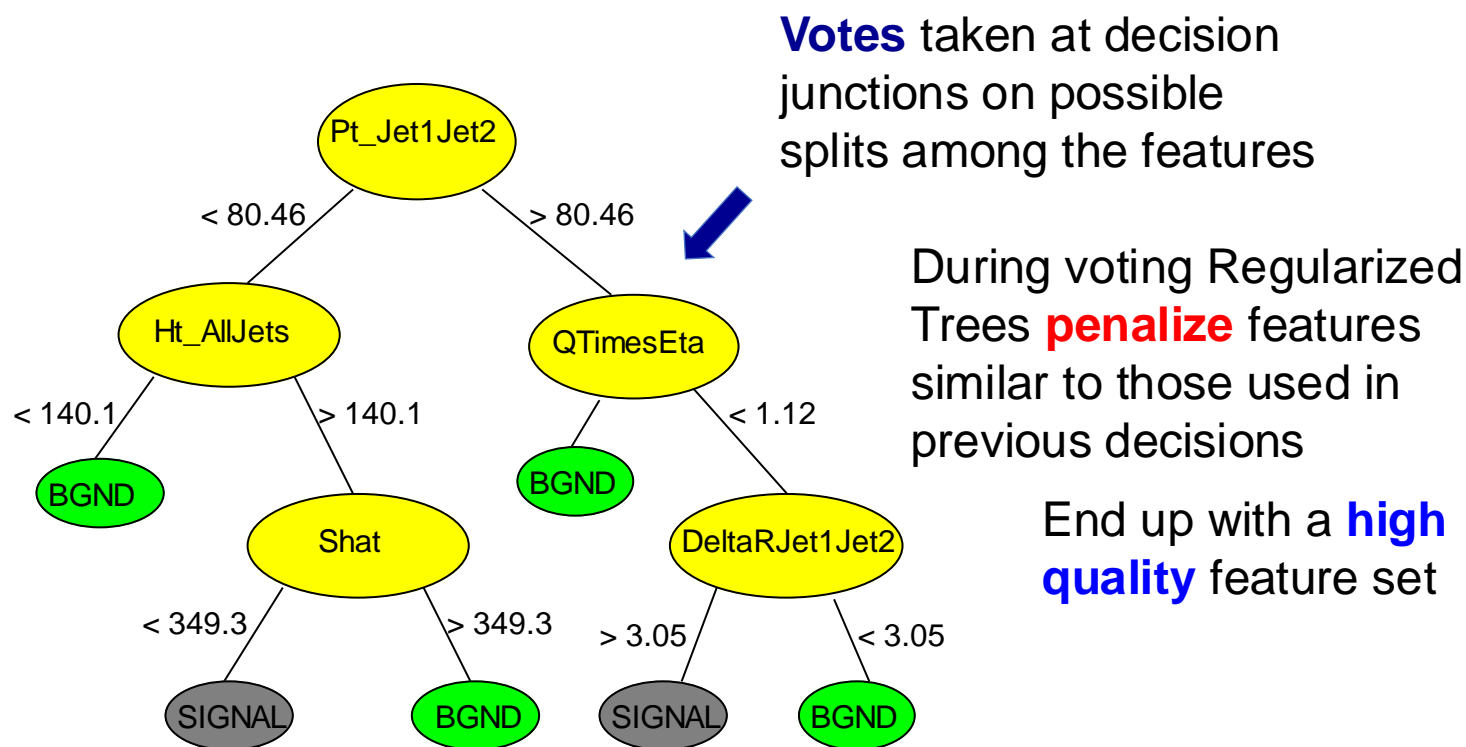 Votes taken at decision
junctions on possible
splits among the features
Pt_Jet1Jet2
< 80.46
> 80.46
During voting Regularized
Trees penalize features
similar to those used in
previous decisions
Ht_AllJets
QTimesEta
< 140.1
> 140.1
< 1.12
BGND
BGND
End up with a high
quality feature set
Shat
DeltaRJet1Jet2
< 349.3
> 349.3
> 3.05
< 3.05
SIGNAL
BGND
SIGNAL
BGND